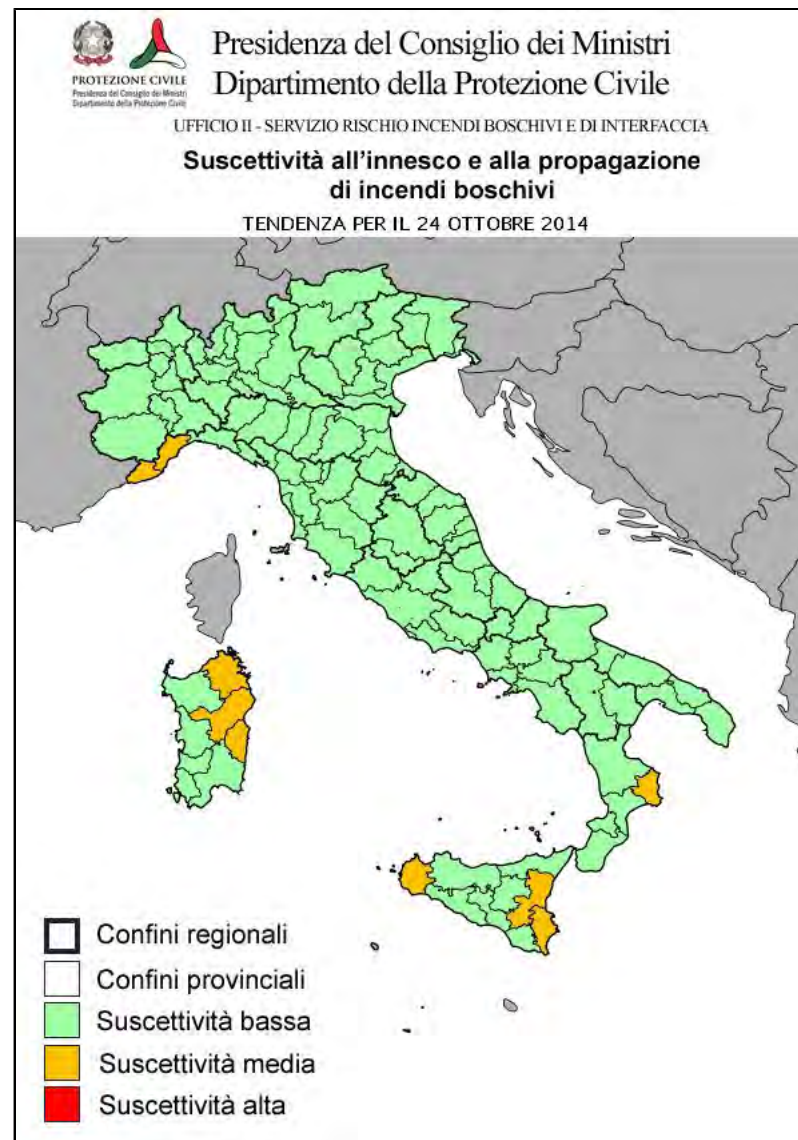 PROTEZIONE CIVILE
Presidenza del Consiglio dei Ministri
Dipartimento della Protezione Civile
Presidenza del Consiglio dei Ministri
Dipartimento della Protezione Civile
UFFICIO II - SERVIZIO RISCHIO INCENDI BOSCHIVI E DI INTERFACCIA
Suscettività all'innesco e alla propagazione
di incendi boschivi
TENDENZA PER IL 24 OTTOBRE 2014
Confini regionali
Confini provinciali
Suscettività bassa
Suscettività media
Suscettività alta